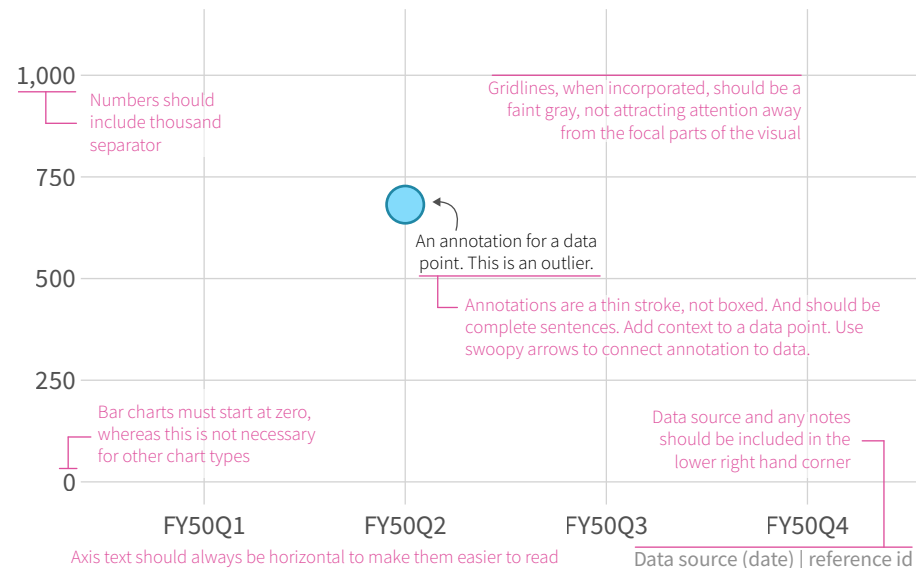 1,000
Numbers should
include thousand
separator
Gridlines, when incorporated, should be a
faint gray, not attracting attention away
from the focal parts of the visual
750
An annotation for a data
point. This is an outlier.
500
Annotations are a thin stroke, not boxed. And should be
complete sentences. Add context to a data point. Use
swoopy arrows to connect annotation to data.
250
Bar charts must start at zero,
whereas this is not necessary
for other chart types
Data source and any notes
should be included in the
lower right hand corner
0
FY50Q1 FY50Q2 FY50Q3 FY50Q4
Axis text should always be horizontal to make them easier to read
Data source (date) | reference id